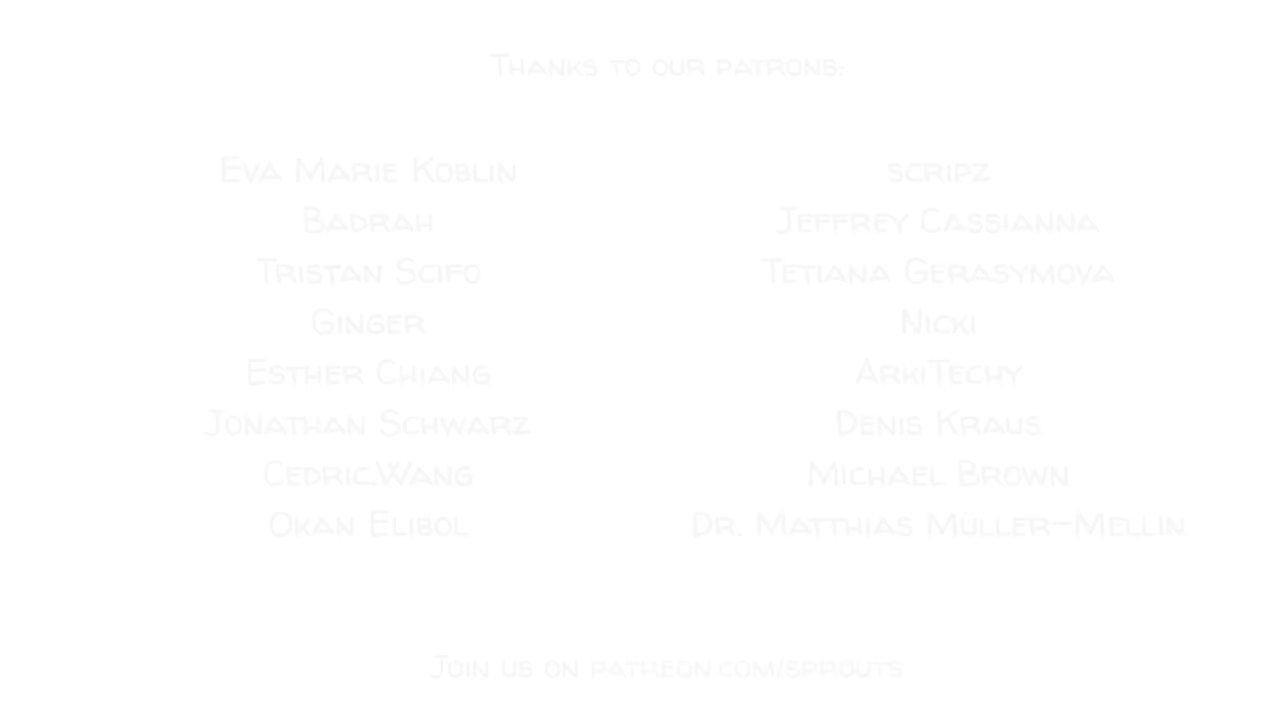 Thanks to our patrons:
Eva Marie Koblin
Badrah
Tristan Scifo
Ginger
Esther Chiang
Jonathan Schwarz
Cedric.Wang
Okan Elibol
scripz
Jeffrey Cassianna
Tetiana Gerasymova
Nicki
ArkiTechy
Denis Kraus
Michael Brown
Dr. Matthias Müller-Mellin
Join us on patreon.com/sprouts